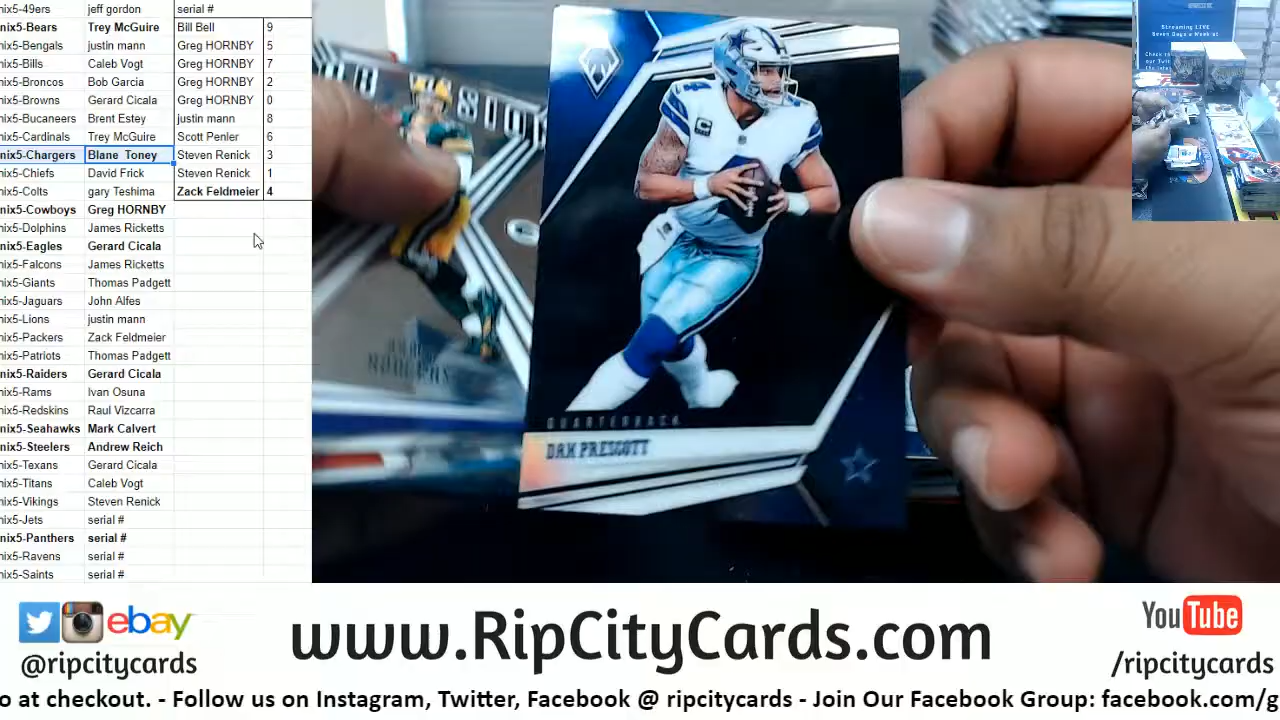 nix5-49ers jeff gordon serial #
nix5-Bears Trey McGuire Bill Bell 9
nix5-Bengals justin mann Greg HORNBY 5
nix5-Bills Caleb Vogt Greg HORNBY 7
nix5-Broncos Bob Garcia Greg HORNBY 2
nix5-Browns Gerard Cicala Greg HORNBY 0
nix5-Bucaneers Brent Estey justin mann 8
nix5-Cardinals Trey McGuire Scott Penler 6
nix5-Chargers Blane Toney Steven Renick 3
nix5-Chiefs David Frick Steven Renick 1
nix5-Colts gary Teshima Zack Feldmeier 4
nix5-Cowboys Greg HORNBY
nix5-Dolphins James Ricketts
nix5-Eagles Gerard Cicala
nix5-Falcons James Ricketts
nix5-Giants Thomas Padgett
nix5-Jaguars John Alfes
nix5-Lions justin mann
nix5-Packers Zack Feldmeier
nix5-Patriots Thomas Padgett
nix5-Raiders Gerard Cicala
nix5-Rams Ivan Osuna
nix5-Redskins Raul Vizcarra
nix5-Seahawks Mark Calvert
nix5-Steelers Andrew Reich
nix5-Texans Gerard Cicala
nix5-Titans Caleb Vogt
nix5-Vikings Steven Renick
nix5-Jets serial #
nix5-Panthers serial #
nix5-Ravens serial #
nix5-Saints serial #
QUARTERBACK
DAK PRESCOTT
Streaming LIVE
Seven Days a Week at
ebay
@ripcitycards
www.RipCityCards.com
YouTube
/ripcitycards
o at checkout. - Follow us on Instagram, Twitter, Facebook @ ripcitycards - Join Our Facebook Group: facebook.com/g